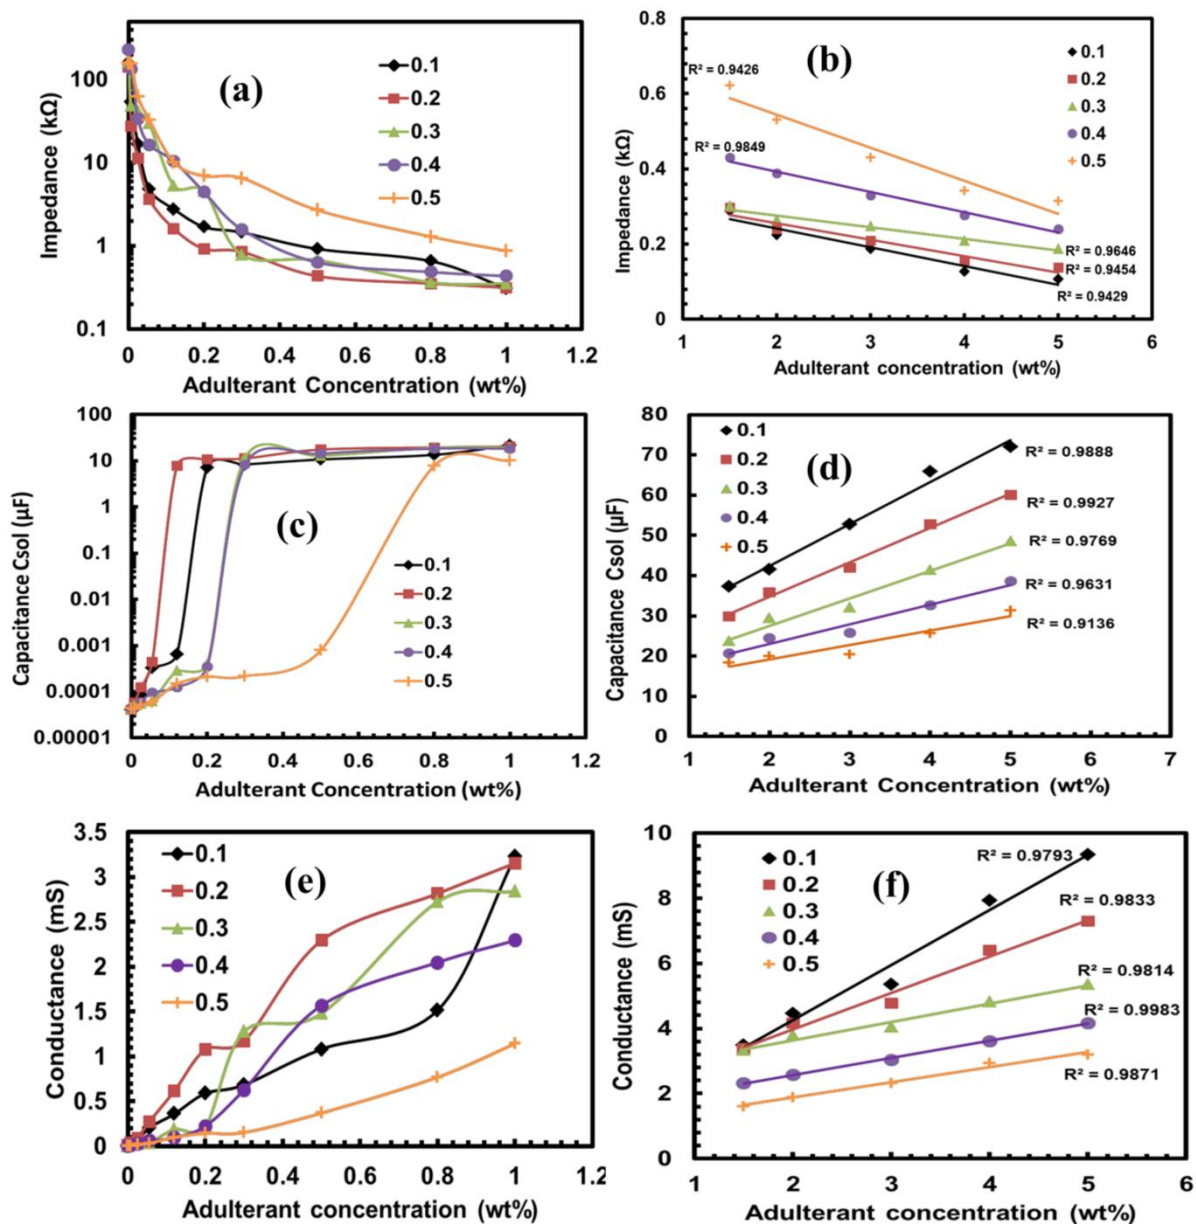 Impedance (kΩ)
100
10
1
0.1
(a)
0.1
0.2
0.3
0.4
0.5
0 0.2 0.4 0.6 0.8 1 1.2
Adulterant Concentration (wt%)
Impedance (kΩ)
0.8
0.6
0.4
0.2
0
(b)
0.1
0.2
0.3
0.4
0.5
R² = 0.9426
R² = 0.9849
R² = 0.9646
R² = 0.9454
R² = 0.9429
1 2 3 4 5 6
Adulterant concentration (wt%)
Capacitance Csol (µF)
100
10
1
0.1
0.01
0.001
0.0001
0.00001
(c)
0.1
0.2
0.3
0.4
0.5
0 0.2 0.4 0.6 0.8 1 1.2
Adulterant Concentration (wt%)
Capacitance Csol (µF)
80
70
60
50
40
30
20
10
0
(d)
0.1
0.2
0.3
0.4
0.5
R² = 0.9888
R² = 0.9927
R² = 0.9769
R² = 0.9631
R² = 0.9136
1 2 3 4 5 6 7
Adulterant Concentration (wt%)
Conductance (mS)
3.5
3
2.5
2
1.5
1
0.5
0
(e)
0.1
0.2
0.3
0.4
0.5
0 0.2 0.4 0.6 0.8 1 1.2
Adulterant concentration (wt%)
Conductance (mS)
10
8
6
4
2
0
(f)
0.1
0.2
0.3
0.4
0.5
R² = 0.9793
R² = 0.9833
R² = 0.9814
R² = 0.9983
R² = 0.9871
1 2 3 4 5 6
Adulterant concentration (wt%)